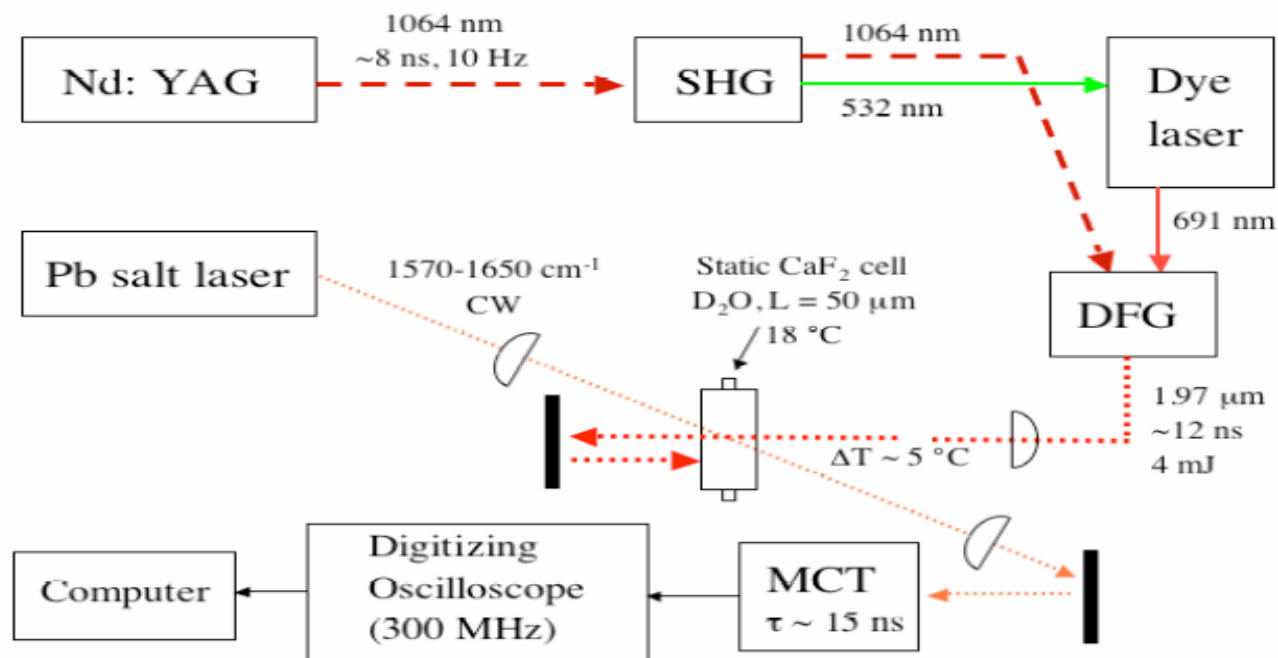 Nd: YAG
1064 nm
~8 ns, 10 Hz
SHG
1064 nm
532 nm
Dye
laser
691 nm
Pb salt laser
1570-1650 cm⁻¹
CW
Static CaF₂ cell
D₂O, L = 50 μm
18 °C
DFG
1.97 μm
~12 ns
4 mJ
ΔT ~ 5 °C
Computer
Digitizing
Oscilloscope
(300 MHz)
MCT
τ ~ 15 ns